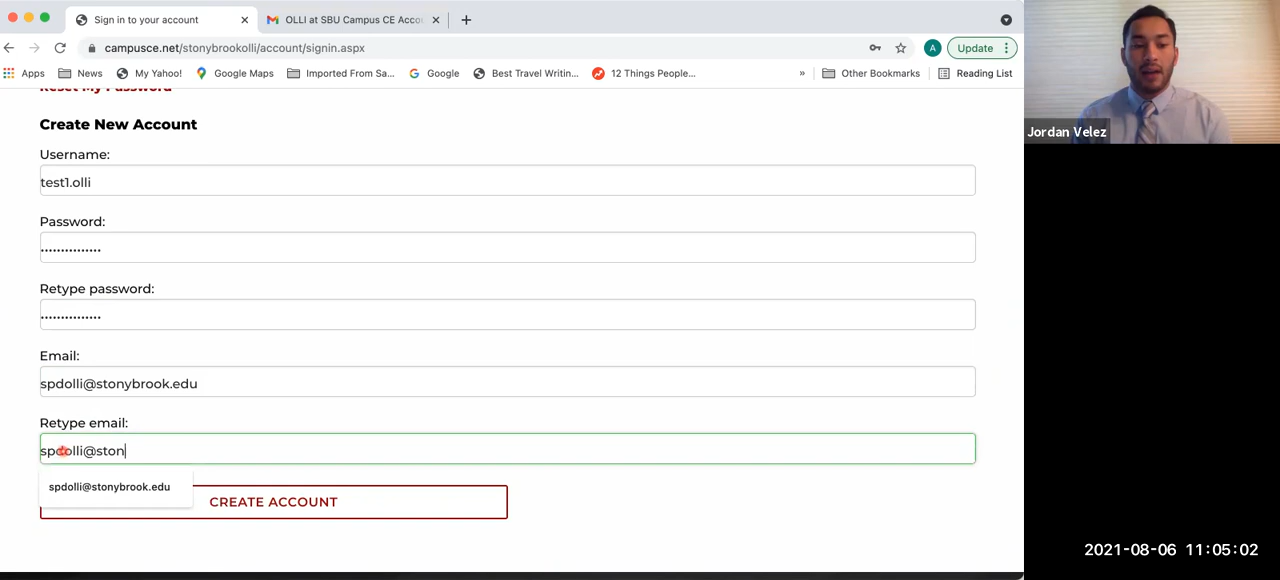 Sign in to your account
OLLI at SBU Campus CE Acco
campusce.net/stonybrookolli/account/signin.aspx
A
Update
Apps
News
My Yahoo!
Google Maps
Imported From Sa...
Google
Best Travel Writin...
12 Things People...
»
Other Bookmarks
Reading List
Reset My Password
Create New Account
Username:
test1.olli
Password:
Retype password:
Email:
spdolli@stonybrook.edu
Retype email:
spdolli@ston
spdolli@stonybrook.edu
CREATE ACCOUNT
Jordan Velez
2021-08-06 11:05:02